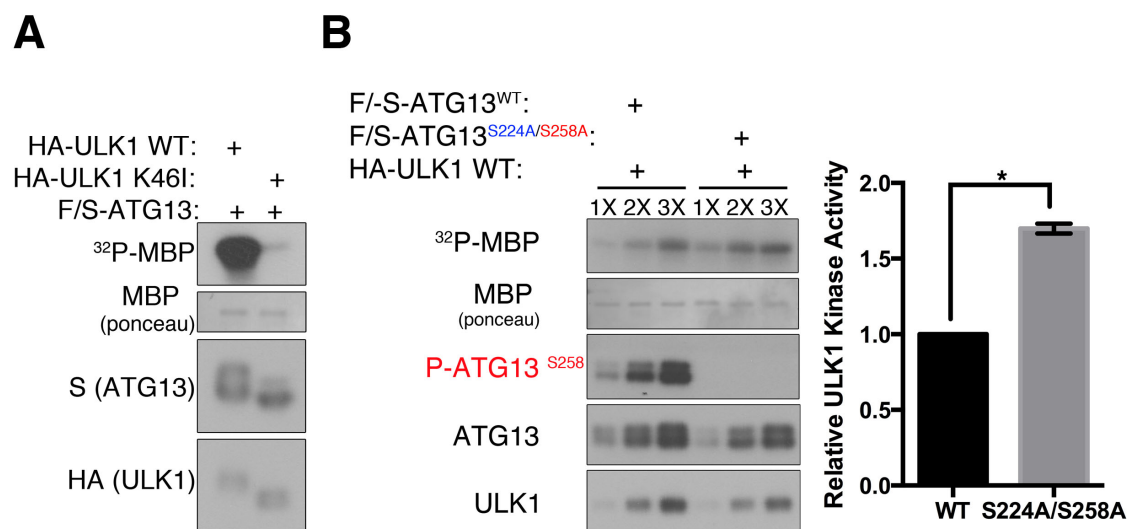 A
HA-ULK1 WT: +
HA-ULK1 K46I: +
F/S-ATG13: + +
32P-MBP
MBP
(ponceau)
S (ATG13)
HA (ULK1)
B
F/-S-ATG13WT: +
F/S-ATG13S224A/S258A: +
HA-ULK1 WT: + +
1X 2X 3X 1X 2X 3X
32P-MBP
MBP
(ponceau)
P-ATG13 S258
ATG13
ULK1
Relative ULK1 Kinase Activity
2.0
1.5
1.0
0.5
0.0
*
WT S224A/S258A